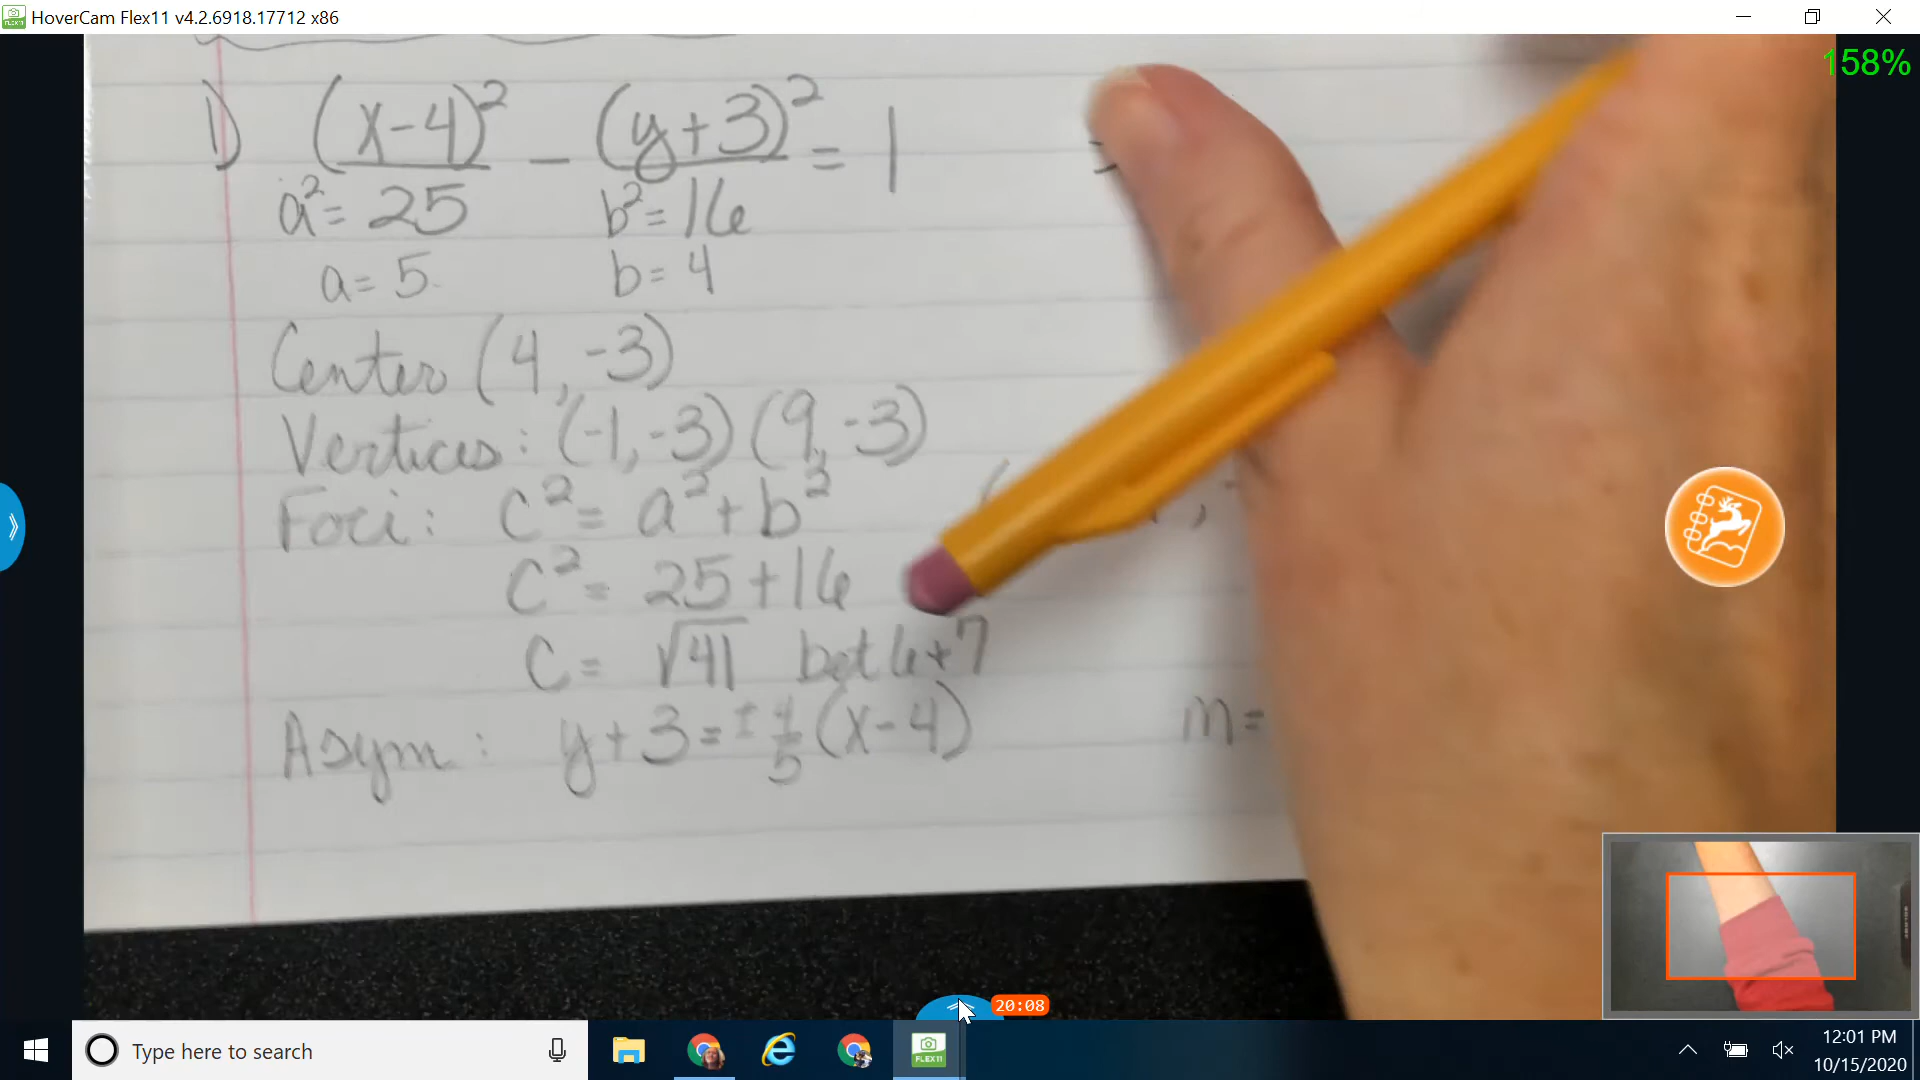 HoverCam Flex11 v4.2.6918.17712 x86
158%
1) (x-4)² - (y+3)² = 1
a² = 25 b² = 16
a = 5 b = 4
Center (4, -3)
Vertices: (-1, -3) (9, -3)
Foci: C² = a² + b²
C² = 25 + 16
C = √41 bet 6+7
Asym: y+3 = ± 4/5 (x-4) m=
20:08
Type here to search
FLEX11
12:01 PM
10/15/2020